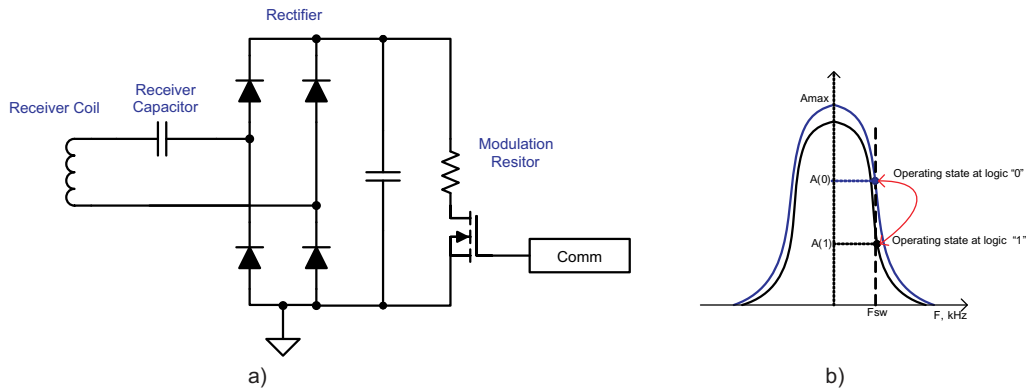 Rectifier
Receiver
Capacitor
Receiver Coil
Modulation
Resitor
Comm
a)
Amax
A(0)
Operating state at logic “0”
A(1)
Operating state at logic “1”
Fsw
F, kHz
b)